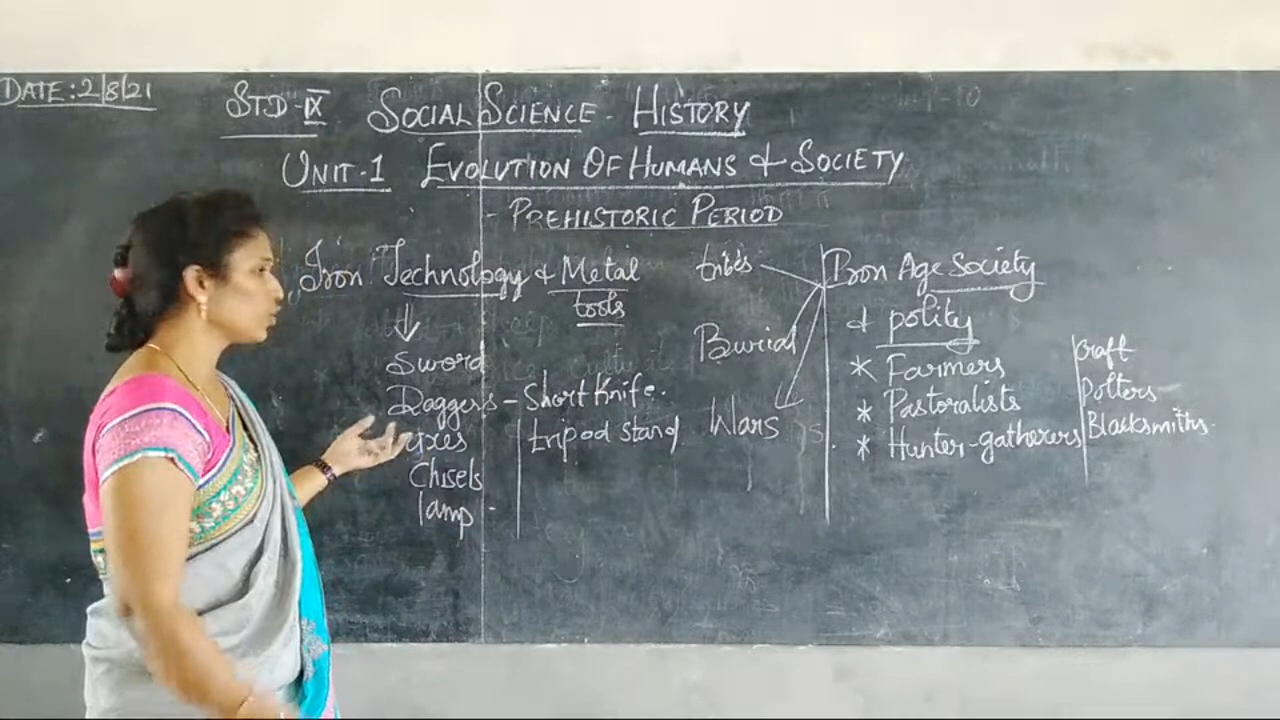 DATE: 2/8/21
STD-IX SOCIAL SCIENCE - HISTORY
UNIT-1 EVOLUTION OF HUMANS & SOCIETY
- PREHISTORIC PERIOD
Iron Technology & Metal
tools
Sword
Daggers - Short Knife.
axes
Chisels
lamp
tripod stand
tribes
Burial
Wars
Iron Age Society
& polity
* Farmers
* Pastoralists
* Hunter-gatherers
Craft
Potters
Blacksmiths.